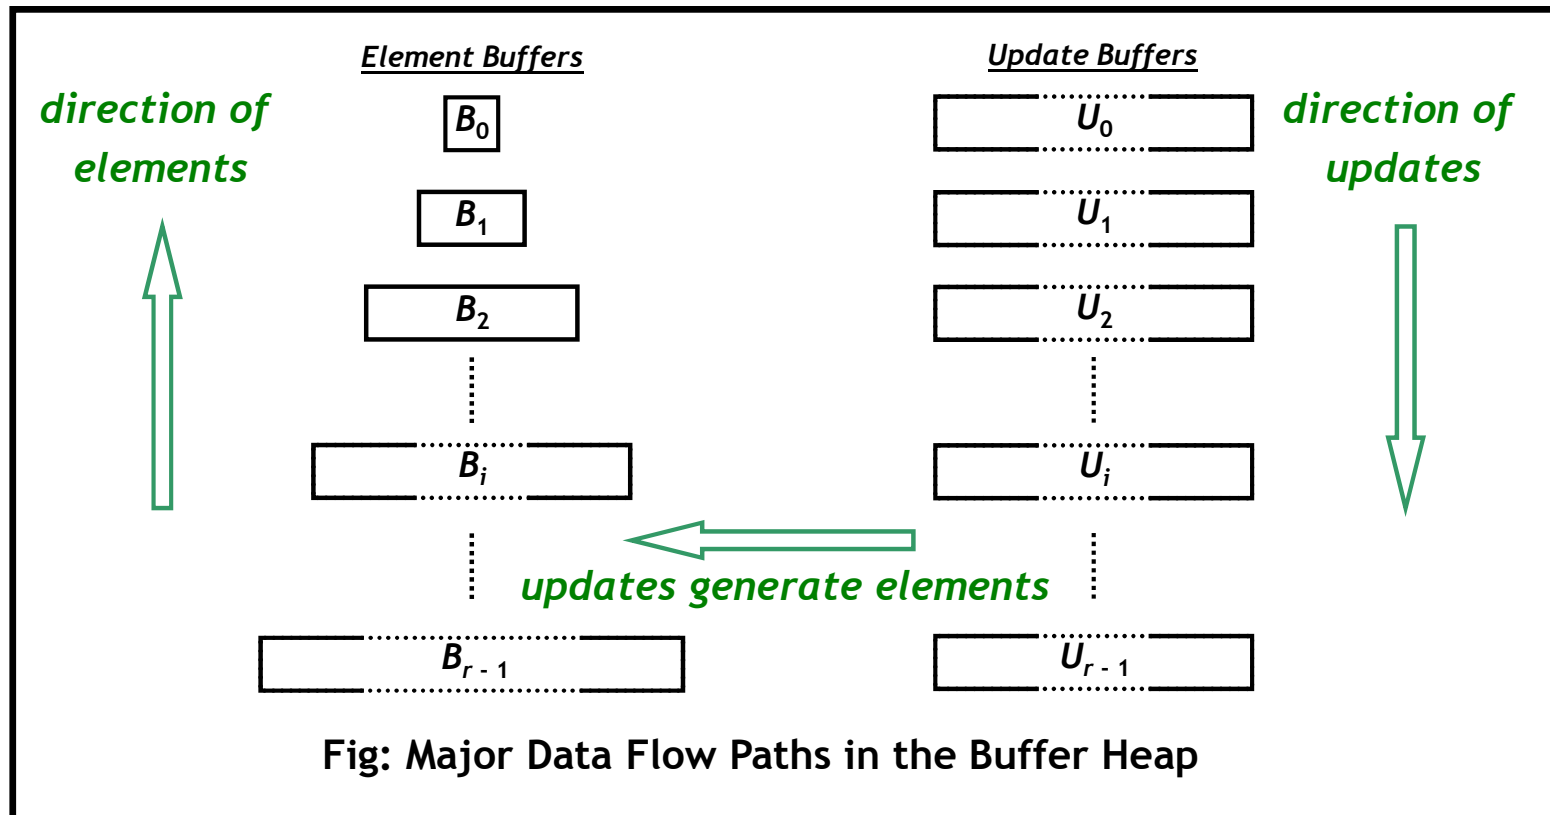 Element Buffers
Update Buffers
direction of
elements
direction of
updates
B0
U0
B1
U1
B2
U2
Bi
Ui
updates generate elements
Br - 1
Ur - 1
Fig: Major Data Flow Paths in the Buffer Heap